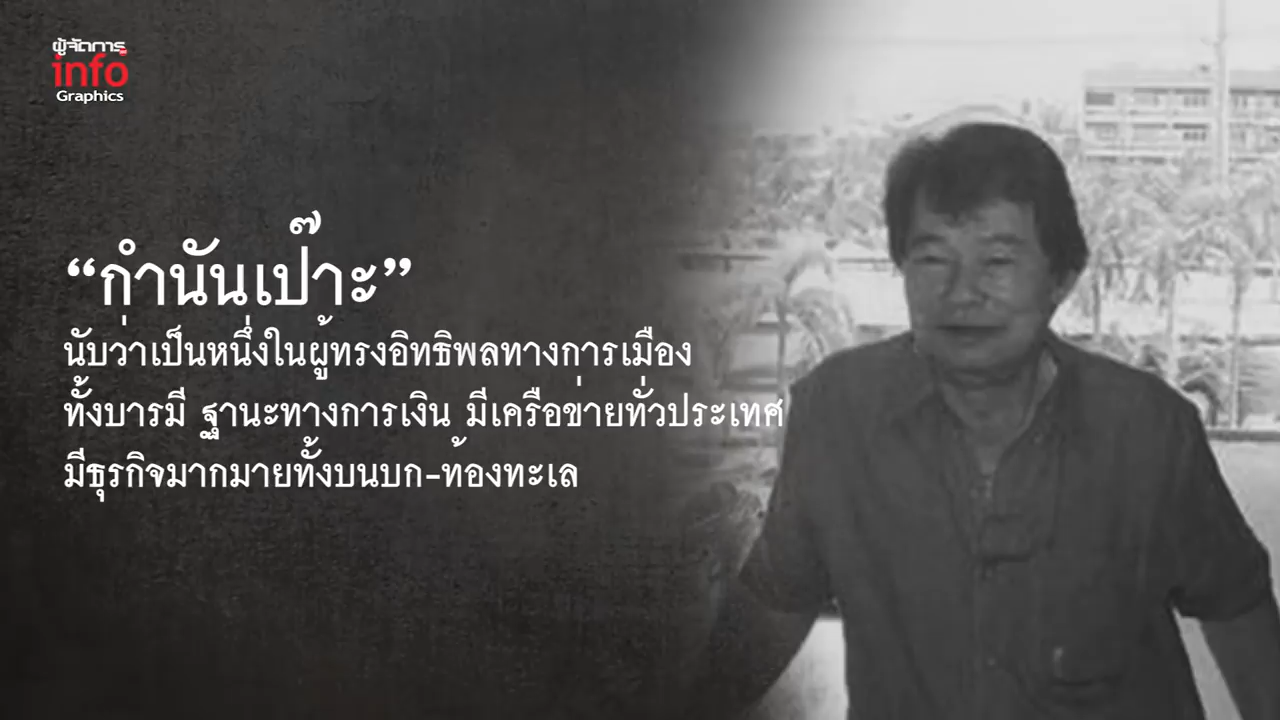 ผู้จัดการ
info
Graphics
“กำนันเป๊าะ”
นับว่าเป็นหนึ่งในผู้ทรงอิทธิพลทางการเมือง
ทั้งบารมี ฐานะทางการเงิน มีเครือข่ายทั่วประเทศ
มีธุรกิจมากมายทั้งบนบก-ท้องทะเล